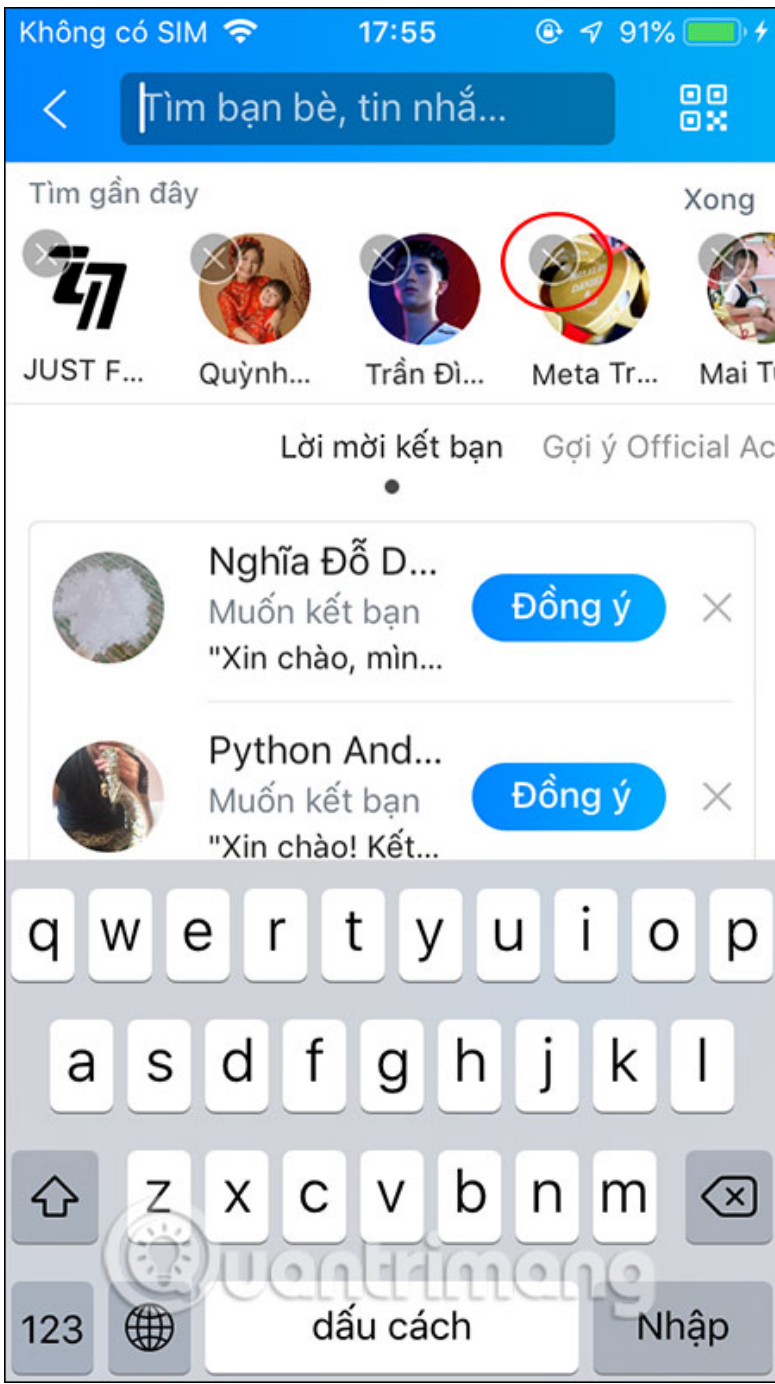 Không có SIM 17:55 91%
Tìm bạn bè, tin nhắ...
Tìm gần đây Xong
JUST F... Quỳnh... Trần Đì... Meta Tr... Mai T
Lời mời kết bạn Gợi ý Official Ac
Nghĩa Đỗ D...
Muốn kết bạn Đồng ý
"Xin chào, mìn...
Python And...
Muốn kết bạn Đồng ý
"Xin chào! Kết...
q w e r t y u i o p
a s d f g h j k l
z x c v b n m
Quantrimang
123 dấu cách Nhập